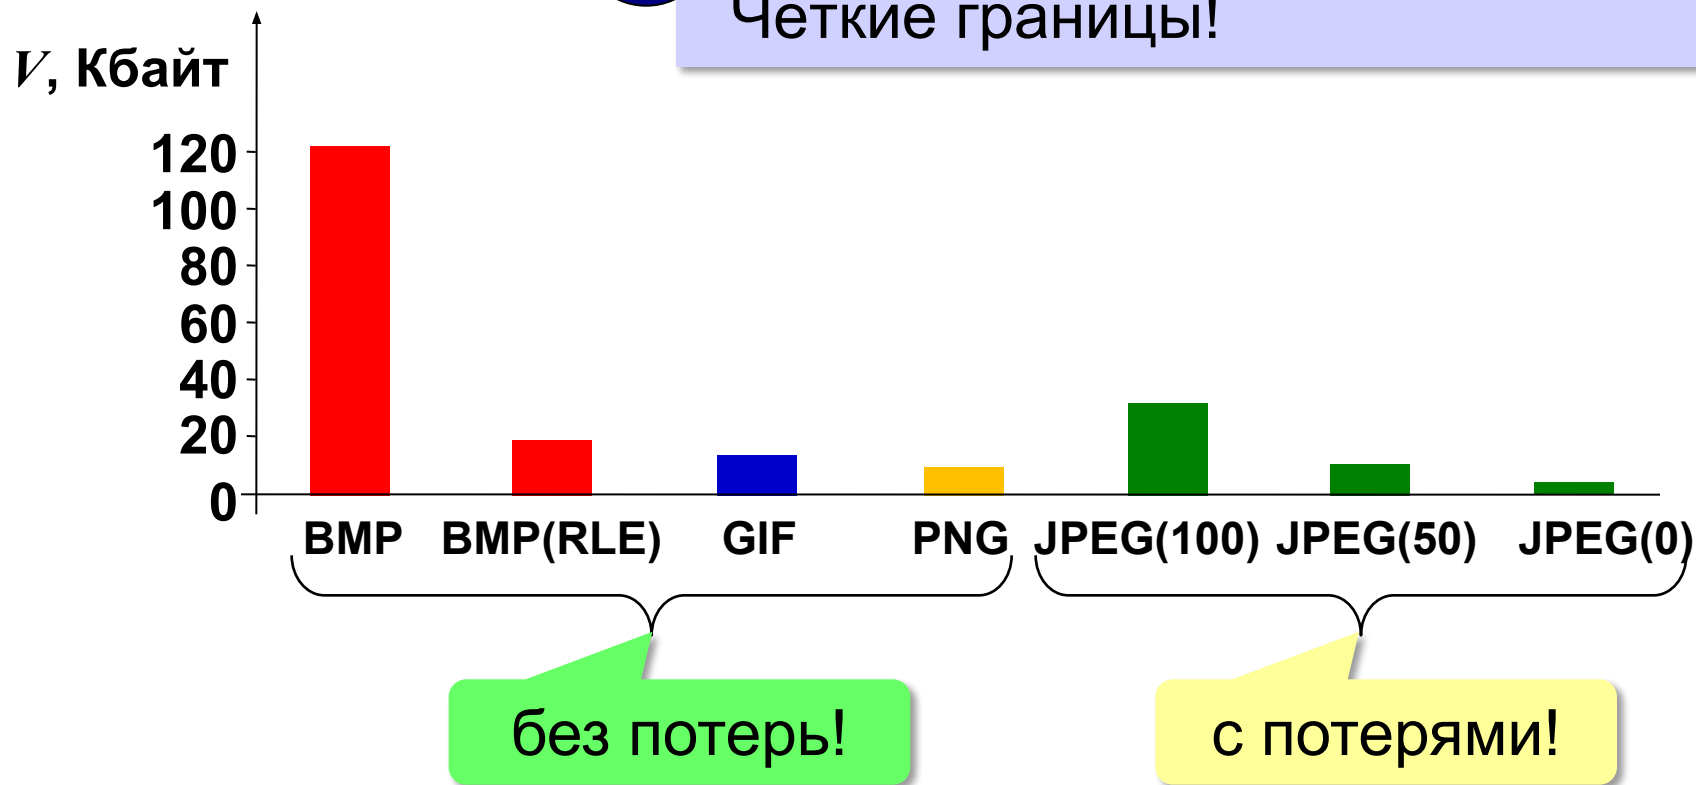 Четкие границы!
V, Кбайт
120
100
80
60
40
20
0
BMP BMP(RLE) GIF PNG JPEG(100) JPEG(50) JPEG(0)
без потерь! с потерями!